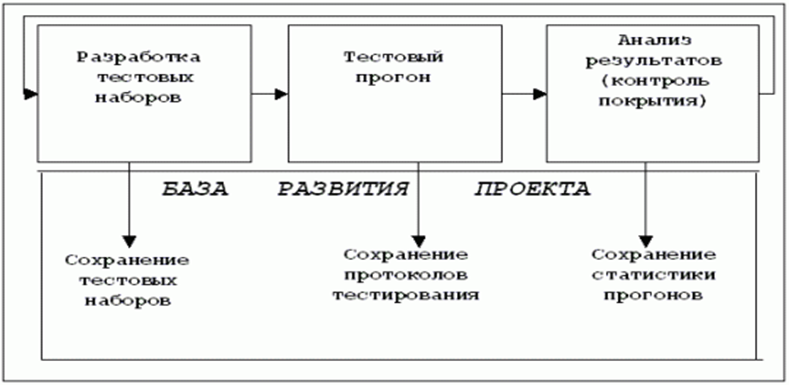 Разработка
тестовых
наборов
Тестовый
прогон
Анализ
результатов
(контроль
покрытия)
БАЗА РАЗВИТИЯ ПРОЕКТА
Сохранение
тестовых
наборов
Сохранение
протоколов
тестирования
Сохранение
статистики
прогонов